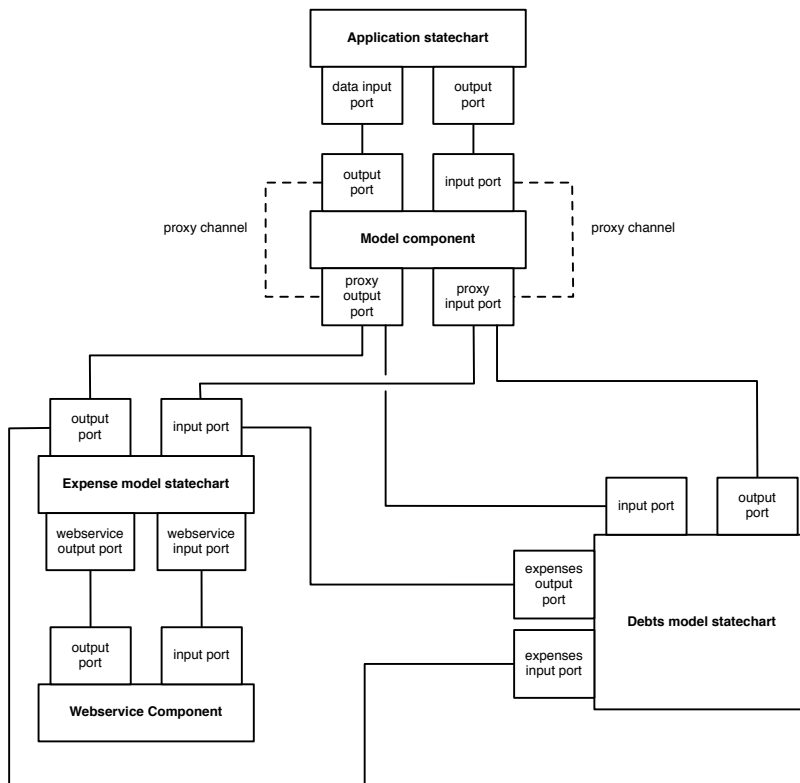 Application statechart
data input
port
output
port
output
port
input port
proxy channel
proxy channel
Model component
proxy
output
port
proxy
input port
output
port
input port
Expense model statechart
input port
output
port
webservice
output port
webservice
input port
expenses
output
port
Debts model statechart
output
port
input port
expenses
input port
Webservice Component